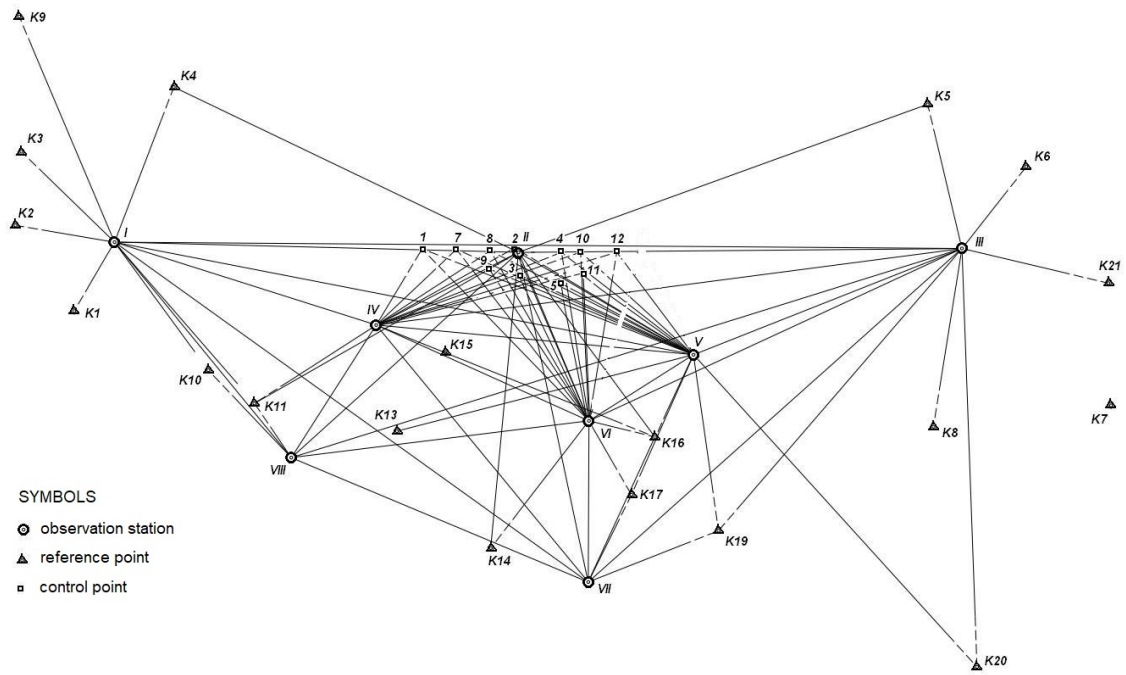 K9
K4
K5
K3
K6
K2
I
II
III
1
7
8
2
4
10
12
9
3
11
5
K21
K1
IV
V
K15
K10
K11
K13
K8
K7
VI
K16
VIII
K17
SYMBOLS
observation station
reference point
control point
K14
K19
VII
K20